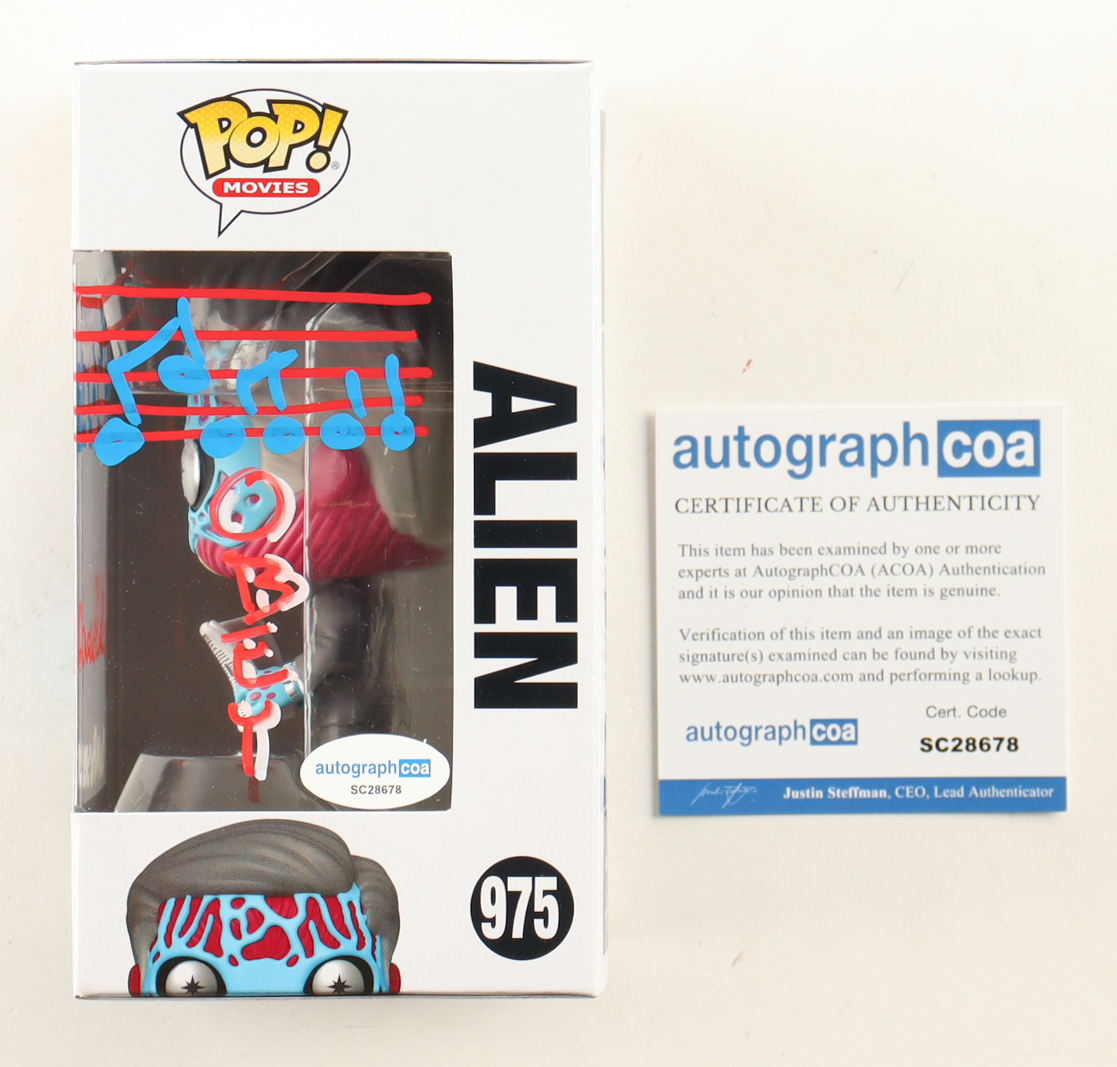 POP!
MOVIES
ALIEN
OBEY
autographcoa
SC28678
975
autographcoa
CERTIFICATE OF AUTHENTICITY
This item has been examined by one or more
experts at AutographCOA (ACOA) Authentication
and it is our opinion that the item is genuine.
Verification of this item and an image of the exact
signature(s) examined can be found by visiting
www.autographcoa.com and performing a lookup.
autographcoa
Cert. Code
SC28678
Justin Steffman, CEO, Lead Authenticator